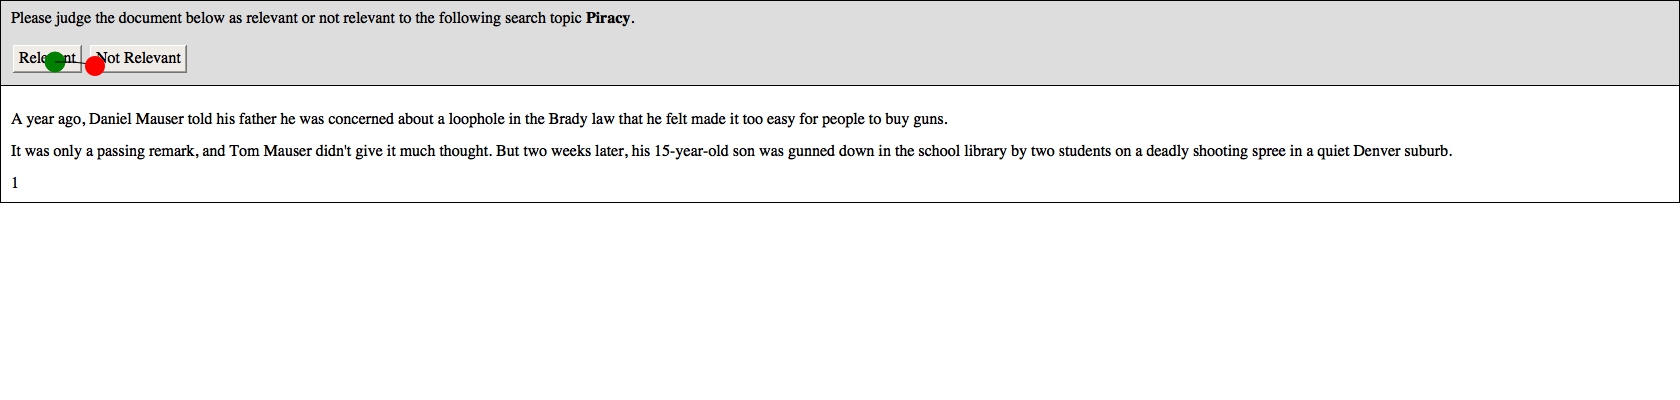 Please judge the document below as relevant or not relevant to the following search topic Piracy.
Relevant Not Relevant
A year ago, Daniel Mauser told his father he was concerned about a loophole in the Brady law that he felt made it too easy for people to buy guns.
It was only a passing remark, and Tom Mauser didn't give it much thought. But two weeks later, his 15-year-old son was gunned down in the school library by two students on a deadly shooting spree in a quiet Denver suburb.
1